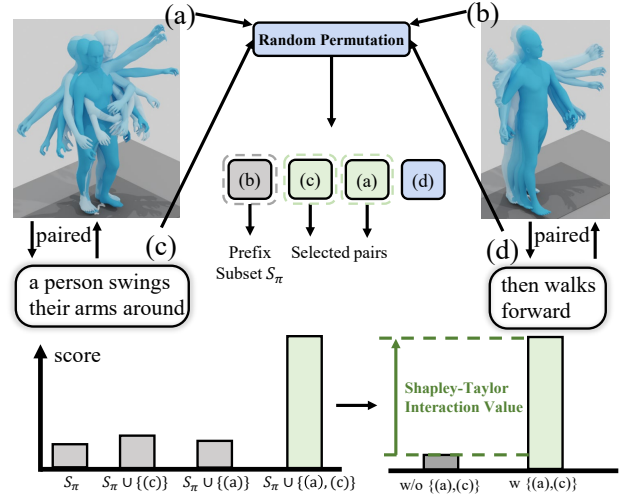 (a)
(b)
Random Permutation
(b)
(c)
(a)
(d)
paired
(c)
Prefix
Subset S_π
Selected pairs
(d)
paired
a person swings
their arms around
then walks
forward
score
Shapley-Taylor
Interaction Value
S_π
S_π ∪ {(c)}
S_π ∪ {(a)}
S_π ∪ {(a), (c)}
w/o {(a),(c)}
w {(a),(c)}